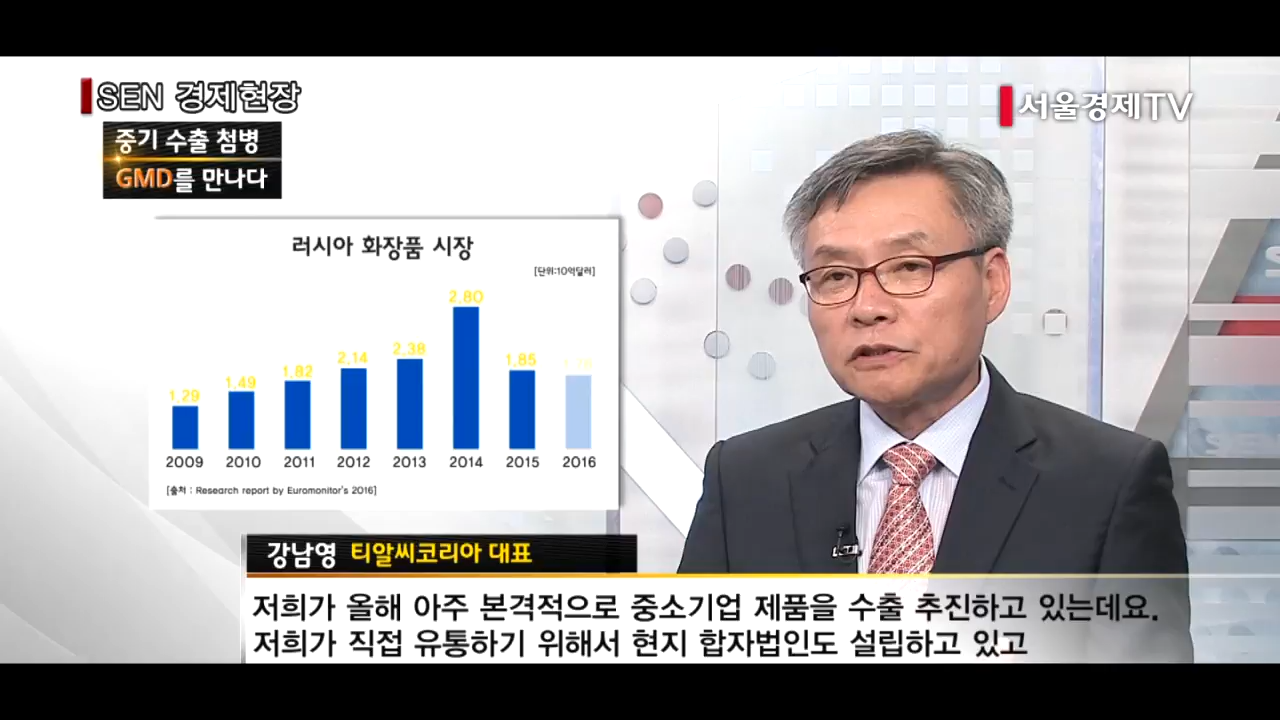 SEN 경제현장
서울경제TV
중기 수출 첨병
GMD를 만나다
러시아 화장품 시장
[단위:10억달러]
1.29 1.49 1.82 2.14 2.38 2.80 1.85
2009 2010 2011 2012 2013 2014 2015 2016
[출처 : Research report by Euromonitor's 2016]
강남영 티알씨코리아 대표
저희가 올해 아주 본격적으로 중소기업 제품을 수출 추진하고 있는데요.
저희가 직접 유통하기 위해서 현지 합자법인도 설립하고 있고